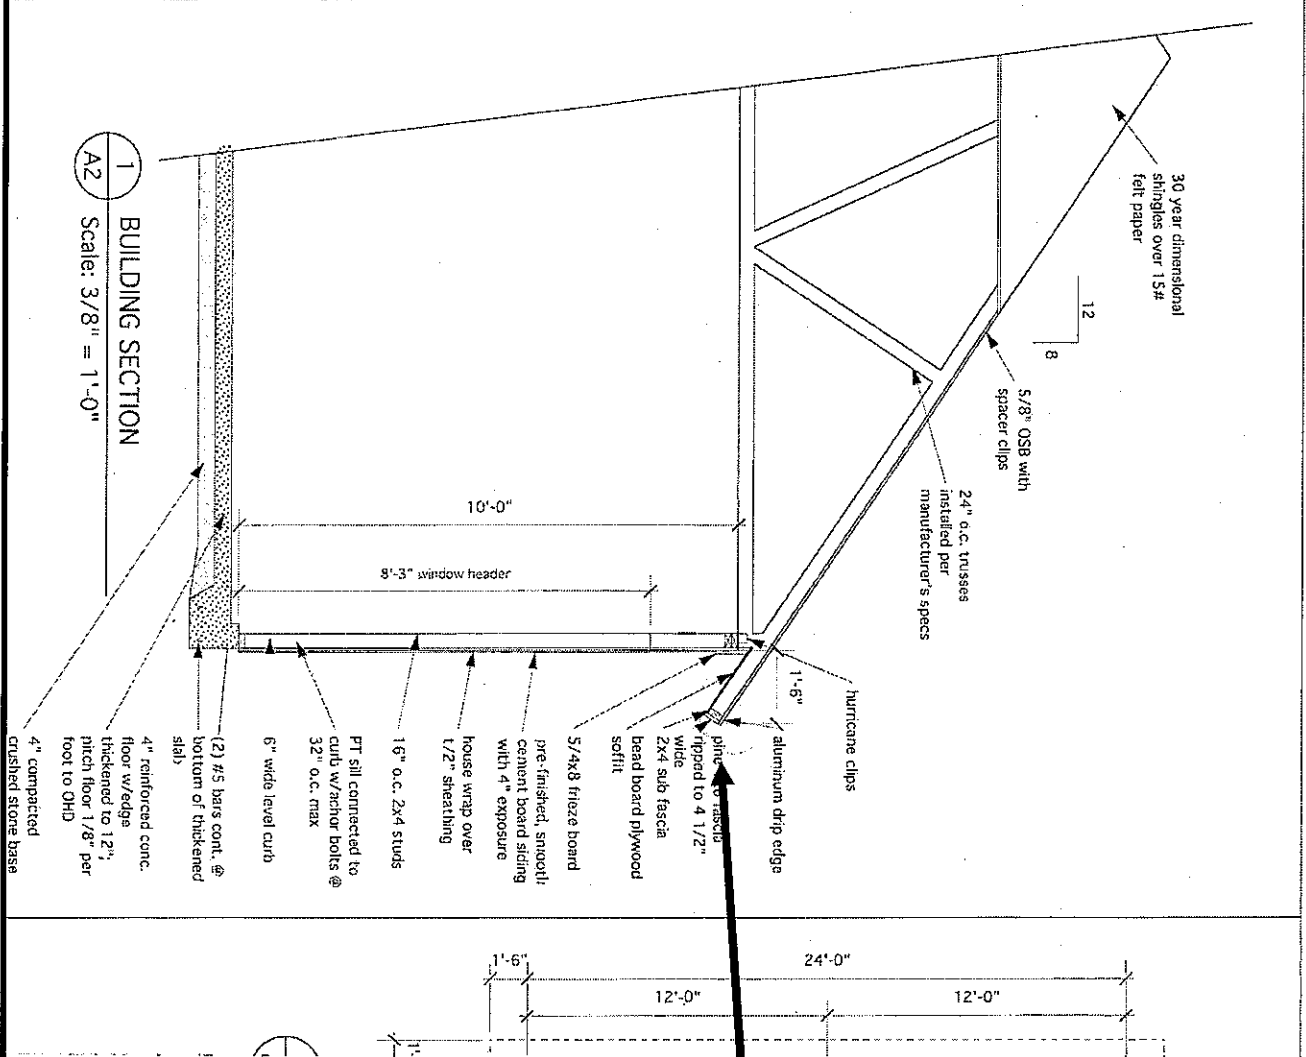 30 year dimensional
shingles over 15#
felt paper
12
8
5/8" OSB with
spacer clips
24" o.c. trusses
installed per
manufacturer's specs
hurricane clips
1'-6"
aluminum drip edge
fascia
ripped to 4 1/2"
wide
2x4 sub fascia
bead board plywood
soffit
5/4x8 frieze board
pre-finished, smooth
cement board siding
with 4" exposure
house wrap over
1/2" sheathing
16" o.c. 2x4 studs
PT sill connected to
curb w/achor bolts @
32" o.c. max
6" wide level curb
(2) #5 bars cont. @
bottom of thickened
slab
4" reinforced conc.
floor w/edge
thickened to 12";
pitch floor 1/8" per
foot to OHD
4" compacted
crushed stone base
10'-0"
8'-3" window header
1
A2
BUILDING SECTION
Scale: 3/8" = 1'-0"
1'-6"
24'-0"
12'-0"
12'-0"